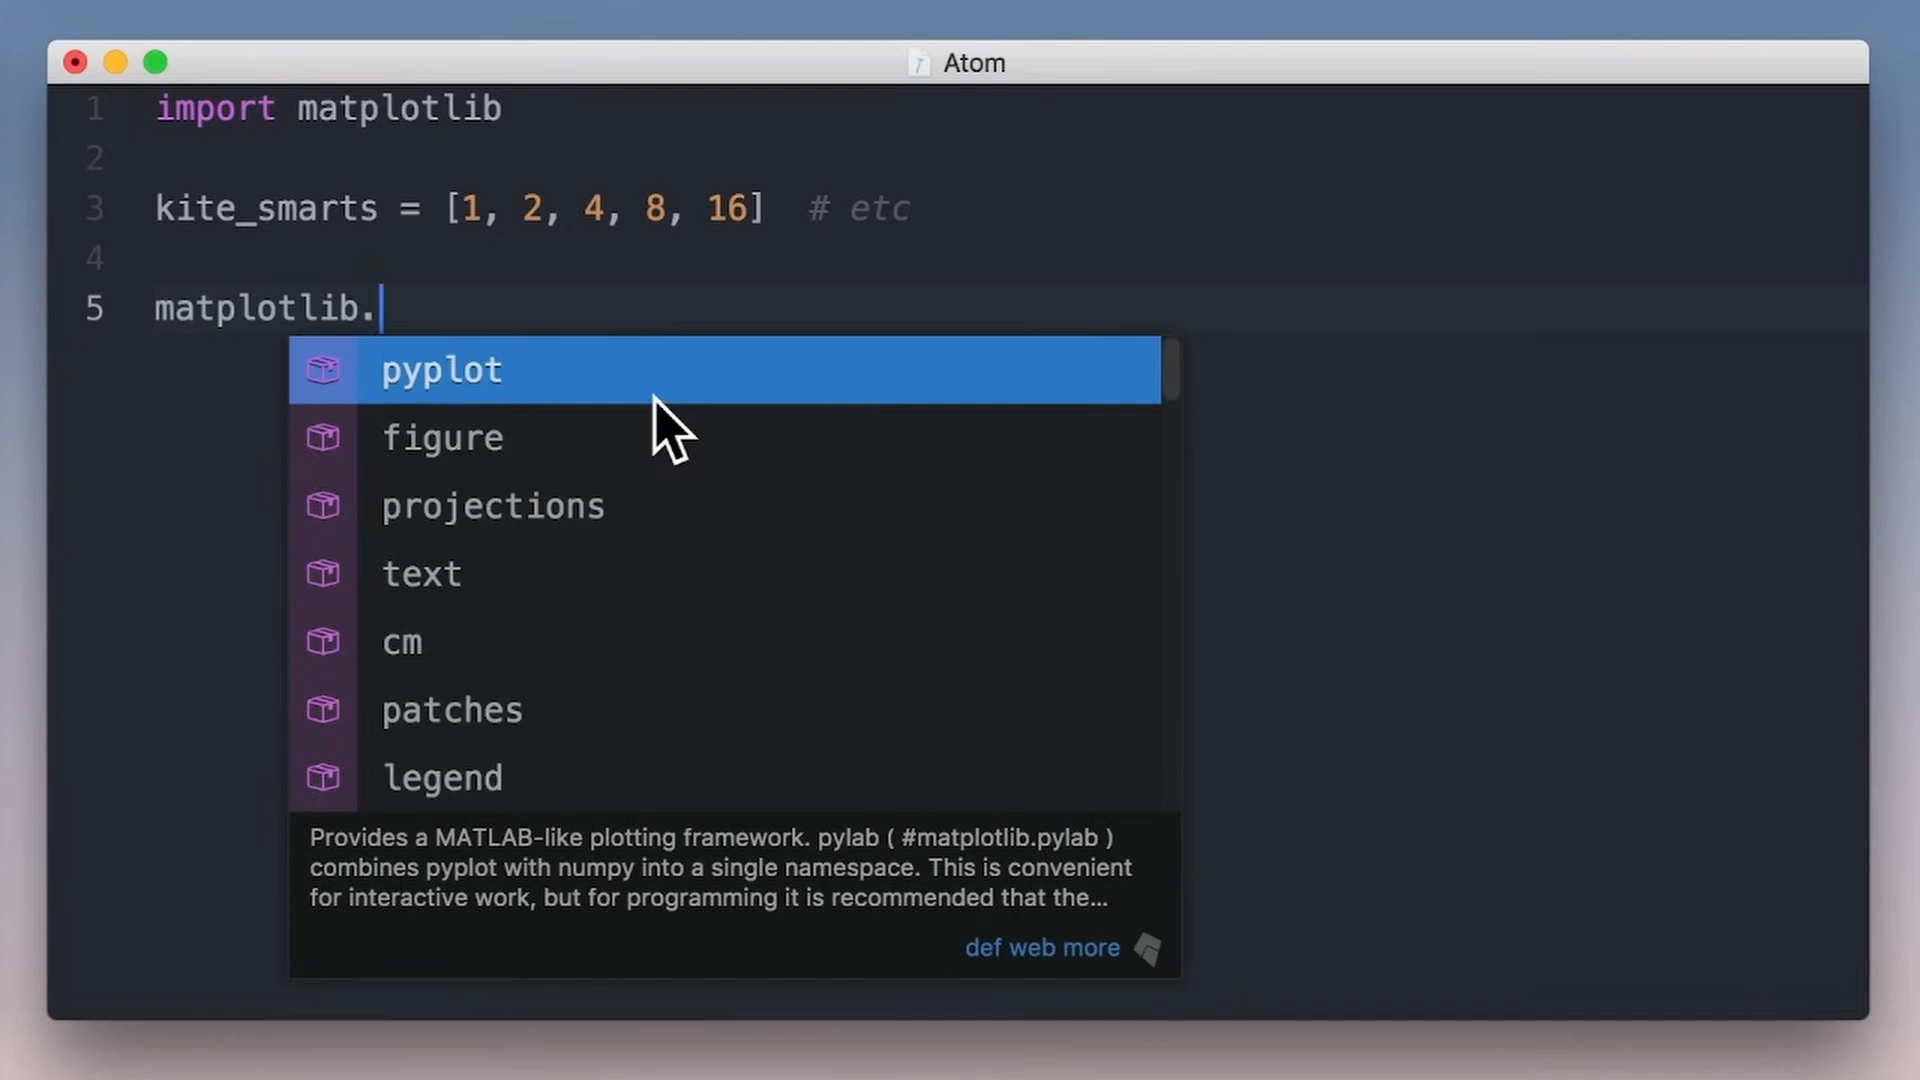 Atom
1 import matplotlib
2
3 kite_smarts = [1, 2, 4, 8, 16]  # etc
4
5 matplotlib.
pyplot
figure
projections
text
cm
patches
legend
Provides a MATLAB-like plotting framework. pylab ( #matplotlib.pylab )
combines pyplot with numpy into a single namespace. This is convenient
for interactive work, but for programming it is recommended that the...
def web more